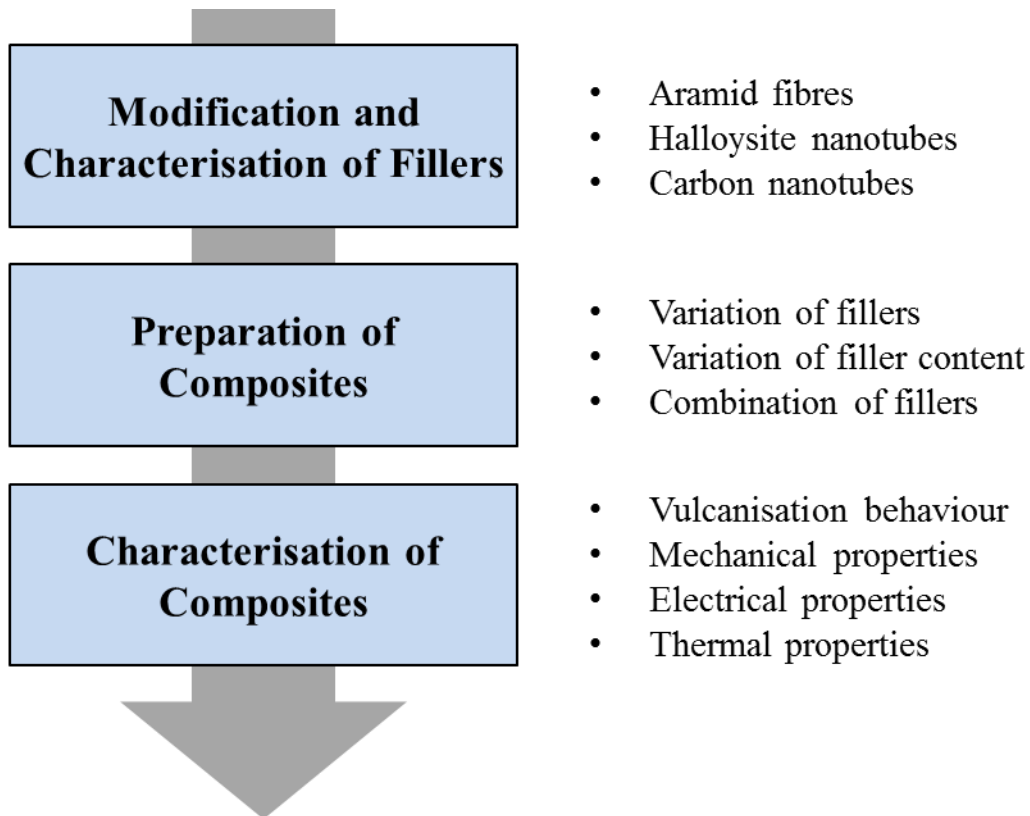 Modification and
Characterisation of Fillers
• Aramid fibres
• Halloysite nanotubes
• Carbon nanotubes
Preparation of
Composites
• Variation of fillers
• Variation of filler content
• Combination of fillers
Characterisation of
Composites
• Vulcanisation behaviour
• Mechanical properties
• Electrical properties
• Thermal properties